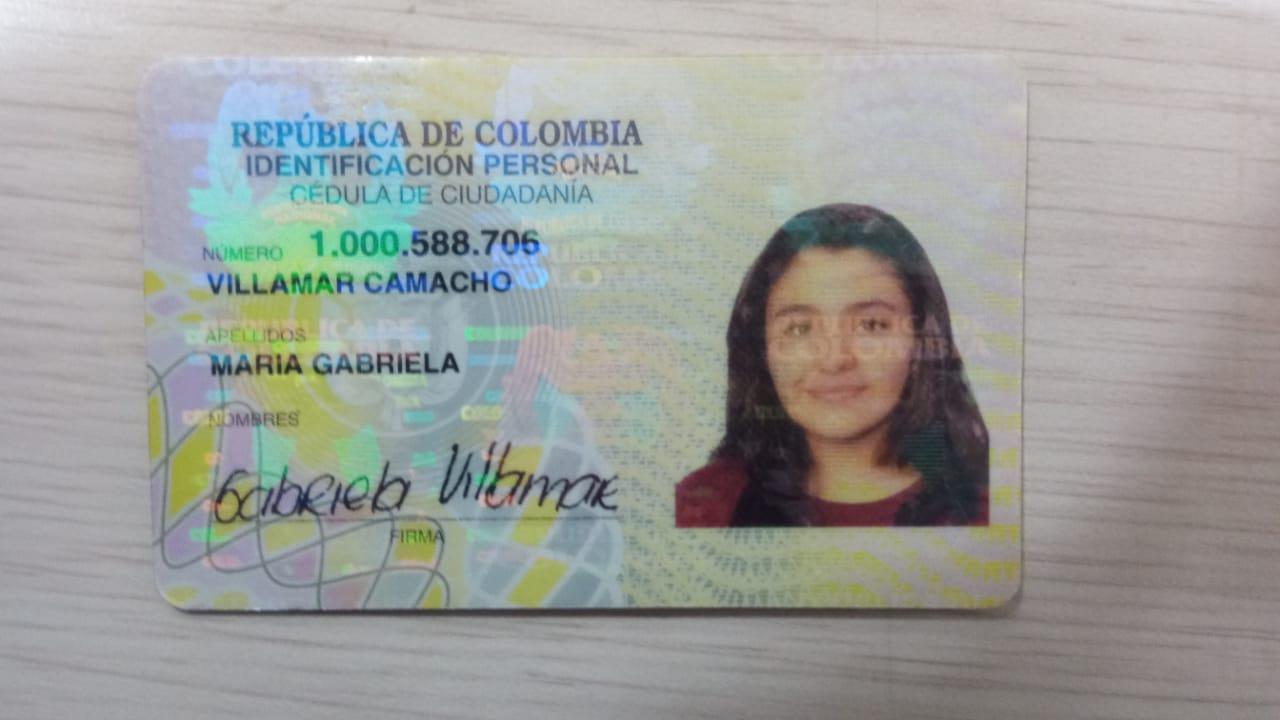 REPÚBLICA DE COLOMBIA
IDENTIFICACIÓN PERSONAL
CÉDULA DE CIUDADANÍA
NÚMERO 1.000.588.706
VILLAMAR CAMACHO
APELLIDOS
MARIA GABRIELA
NOMBRES
Gabriela Villamar
FIRMA